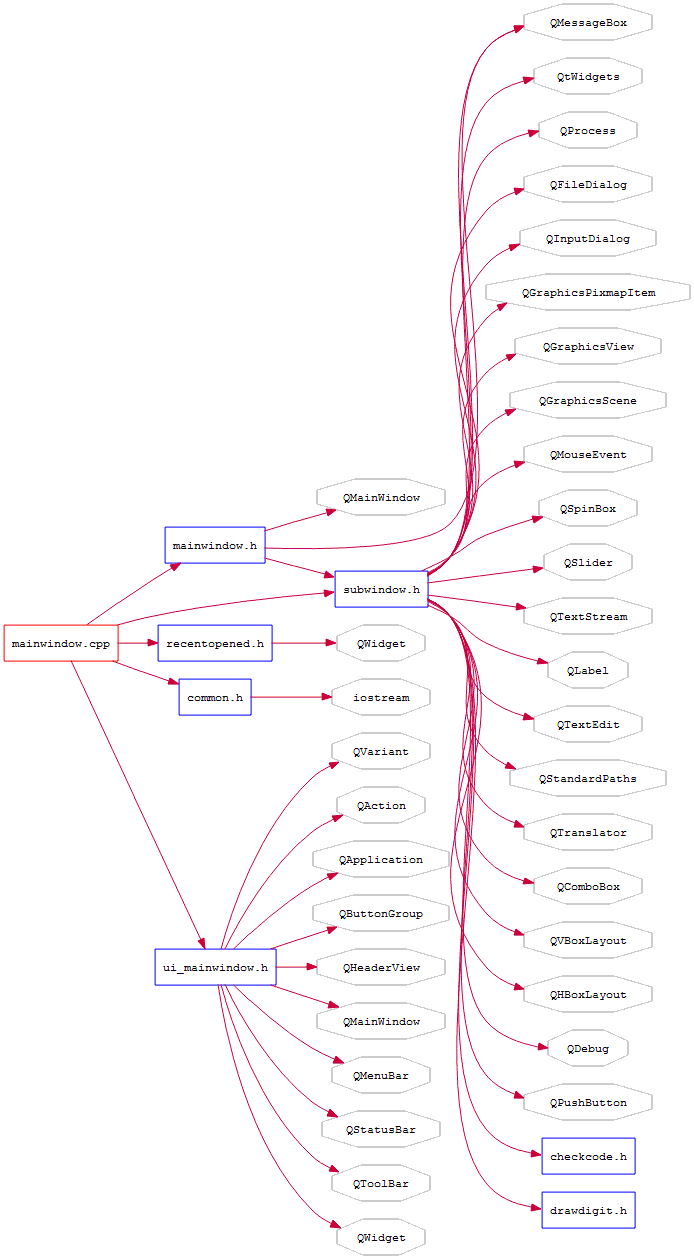 QMessageBox
QtWidgets
QProcess
QFileDialog
QInputDialog
QGraphicsPixmapItem
QGraphicsView
QGraphicsScene
QMouseEvent
QMainWindow
QSpinBox
mainwindow.h
QSlider
subwindow.h
QTextStream
mainwindow.cpp
recentopened.h
QWidget
QLabel
common.h
iostream
QTextEdit
QVariant
QStandardPaths
QAction
QTranslator
QApplication
QComboBox
QButtonGroup
QVBoxLayout
ui_mainwindow.h
QHeaderView
QHBoxLayout
QMainWindow
QDebug
QMenuBar
QPushButton
QStatusBar
checkcode.h
QToolBar
drawdigit.h
QWidget